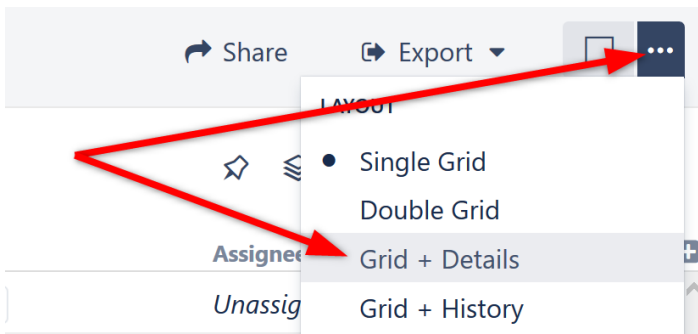 Share Export
...
LAYOUT
Single Grid
Double Grid
Assignee
Grid + Details
Unassig
Grid + History